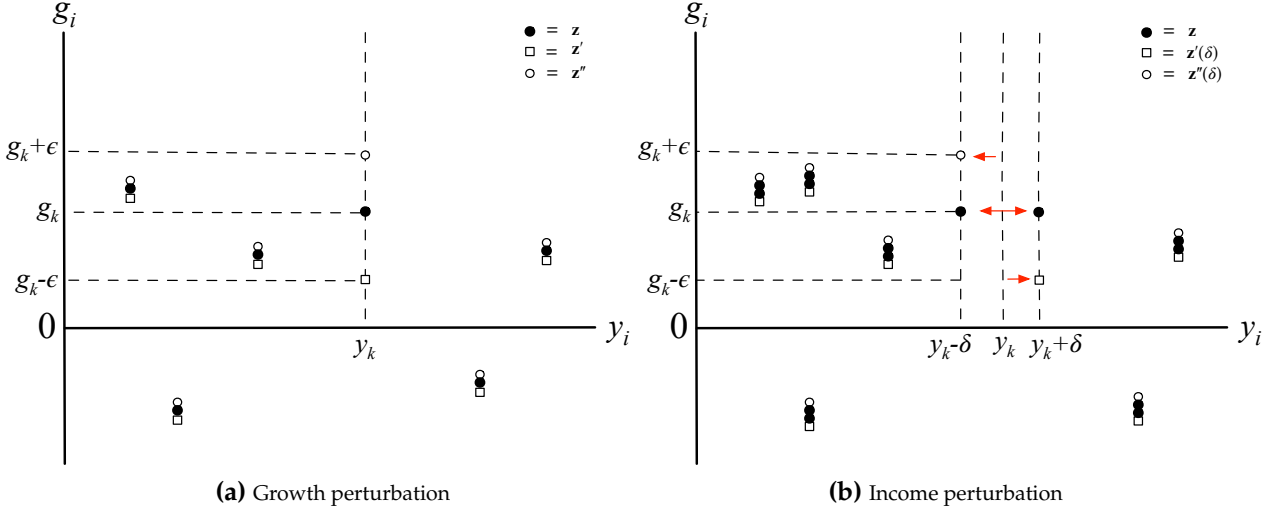 g_i
● = z
□ = z′
○ = z″
g_k+ϵ
g_k
g_k-ϵ
0
y_k
y_i
(a) Growth perturbation
g_i
● = z
□ = z′(δ)
○ = z″(δ)
g_k+ϵ
g_k
g_k-ϵ
0
y_k-δ y_k y_k+δ
y_i
(b) Income perturbation